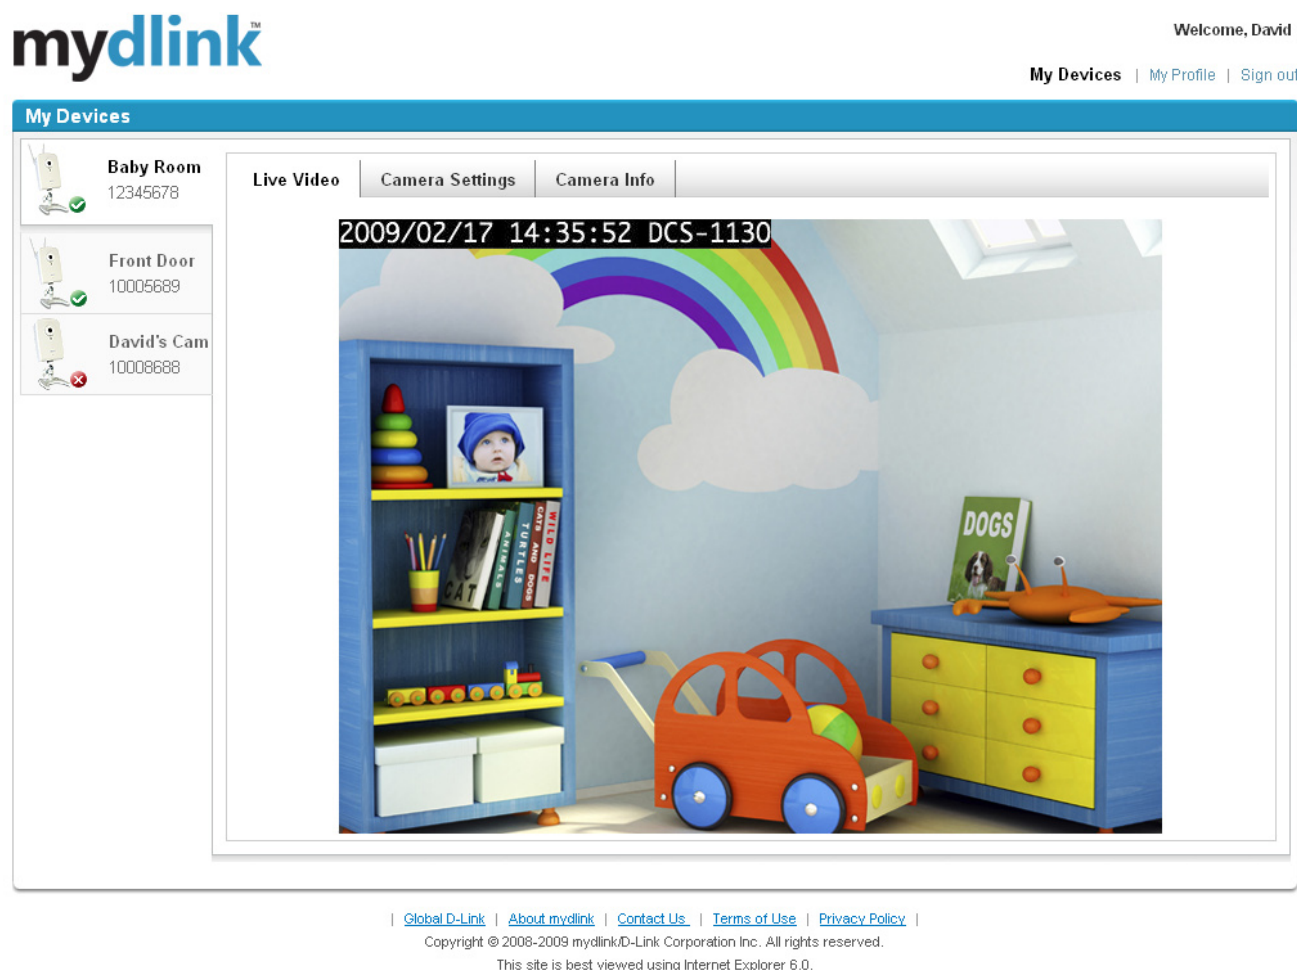 mydlink™
Welcome, David
My Devices | My Profile | Sign out
My Devices
Baby Room
12345678
Front Door
10005689
David's Cam
10008688
Live Video
Camera Settings
Camera Info
2009/02/17 14:35:52 DCS-1130
CAT
ANIMALS
TURTLES
CATS AND DOGS
WILD LIFE
DOGS
| Global D-Link | About mydlink | Contact Us | Terms of Use | Privacy Policy |
Copyright © 2008-2009 mydlink/D-Link Corporation Inc. All rights reserved.
This site is best viewed using Internet Explorer 6.0.